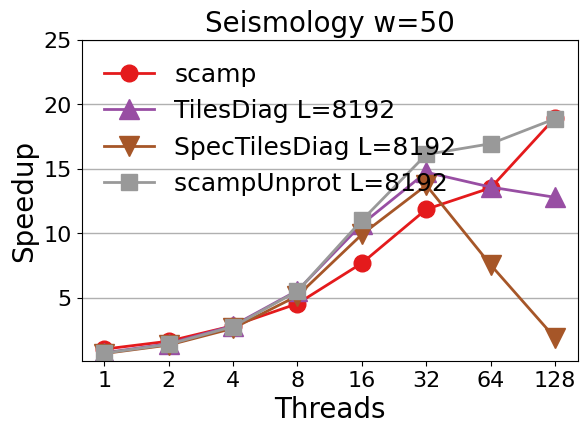 Seismology w=50
25
20
15
10
5
Speedup
scamp
TilesDiag L=8192
SpecTilesDiag L=8192
scampUnprot L=8192
1 2 4 8 16 32 64 128
Threads